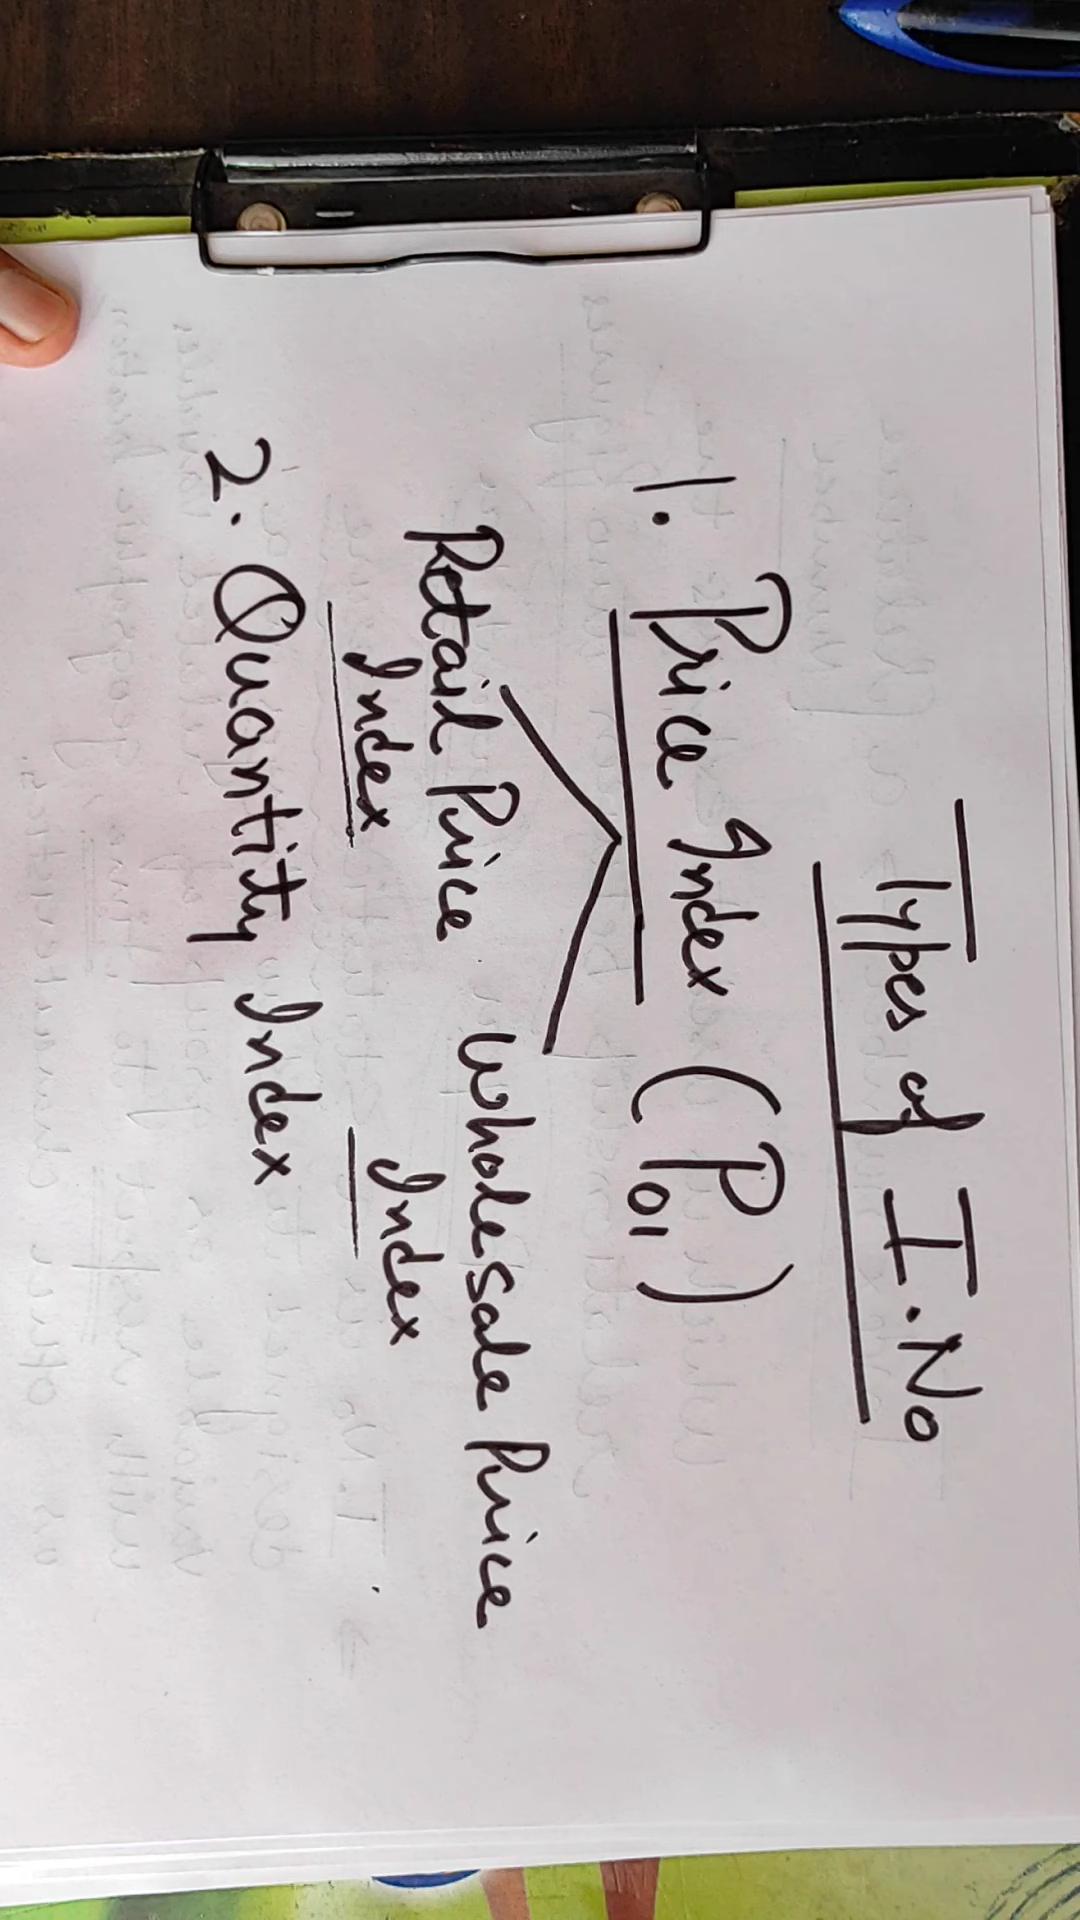 Types of I.No
1. Price Index (P01)
Retail Price Index
Wholesale Price Index
2. Quantity Index